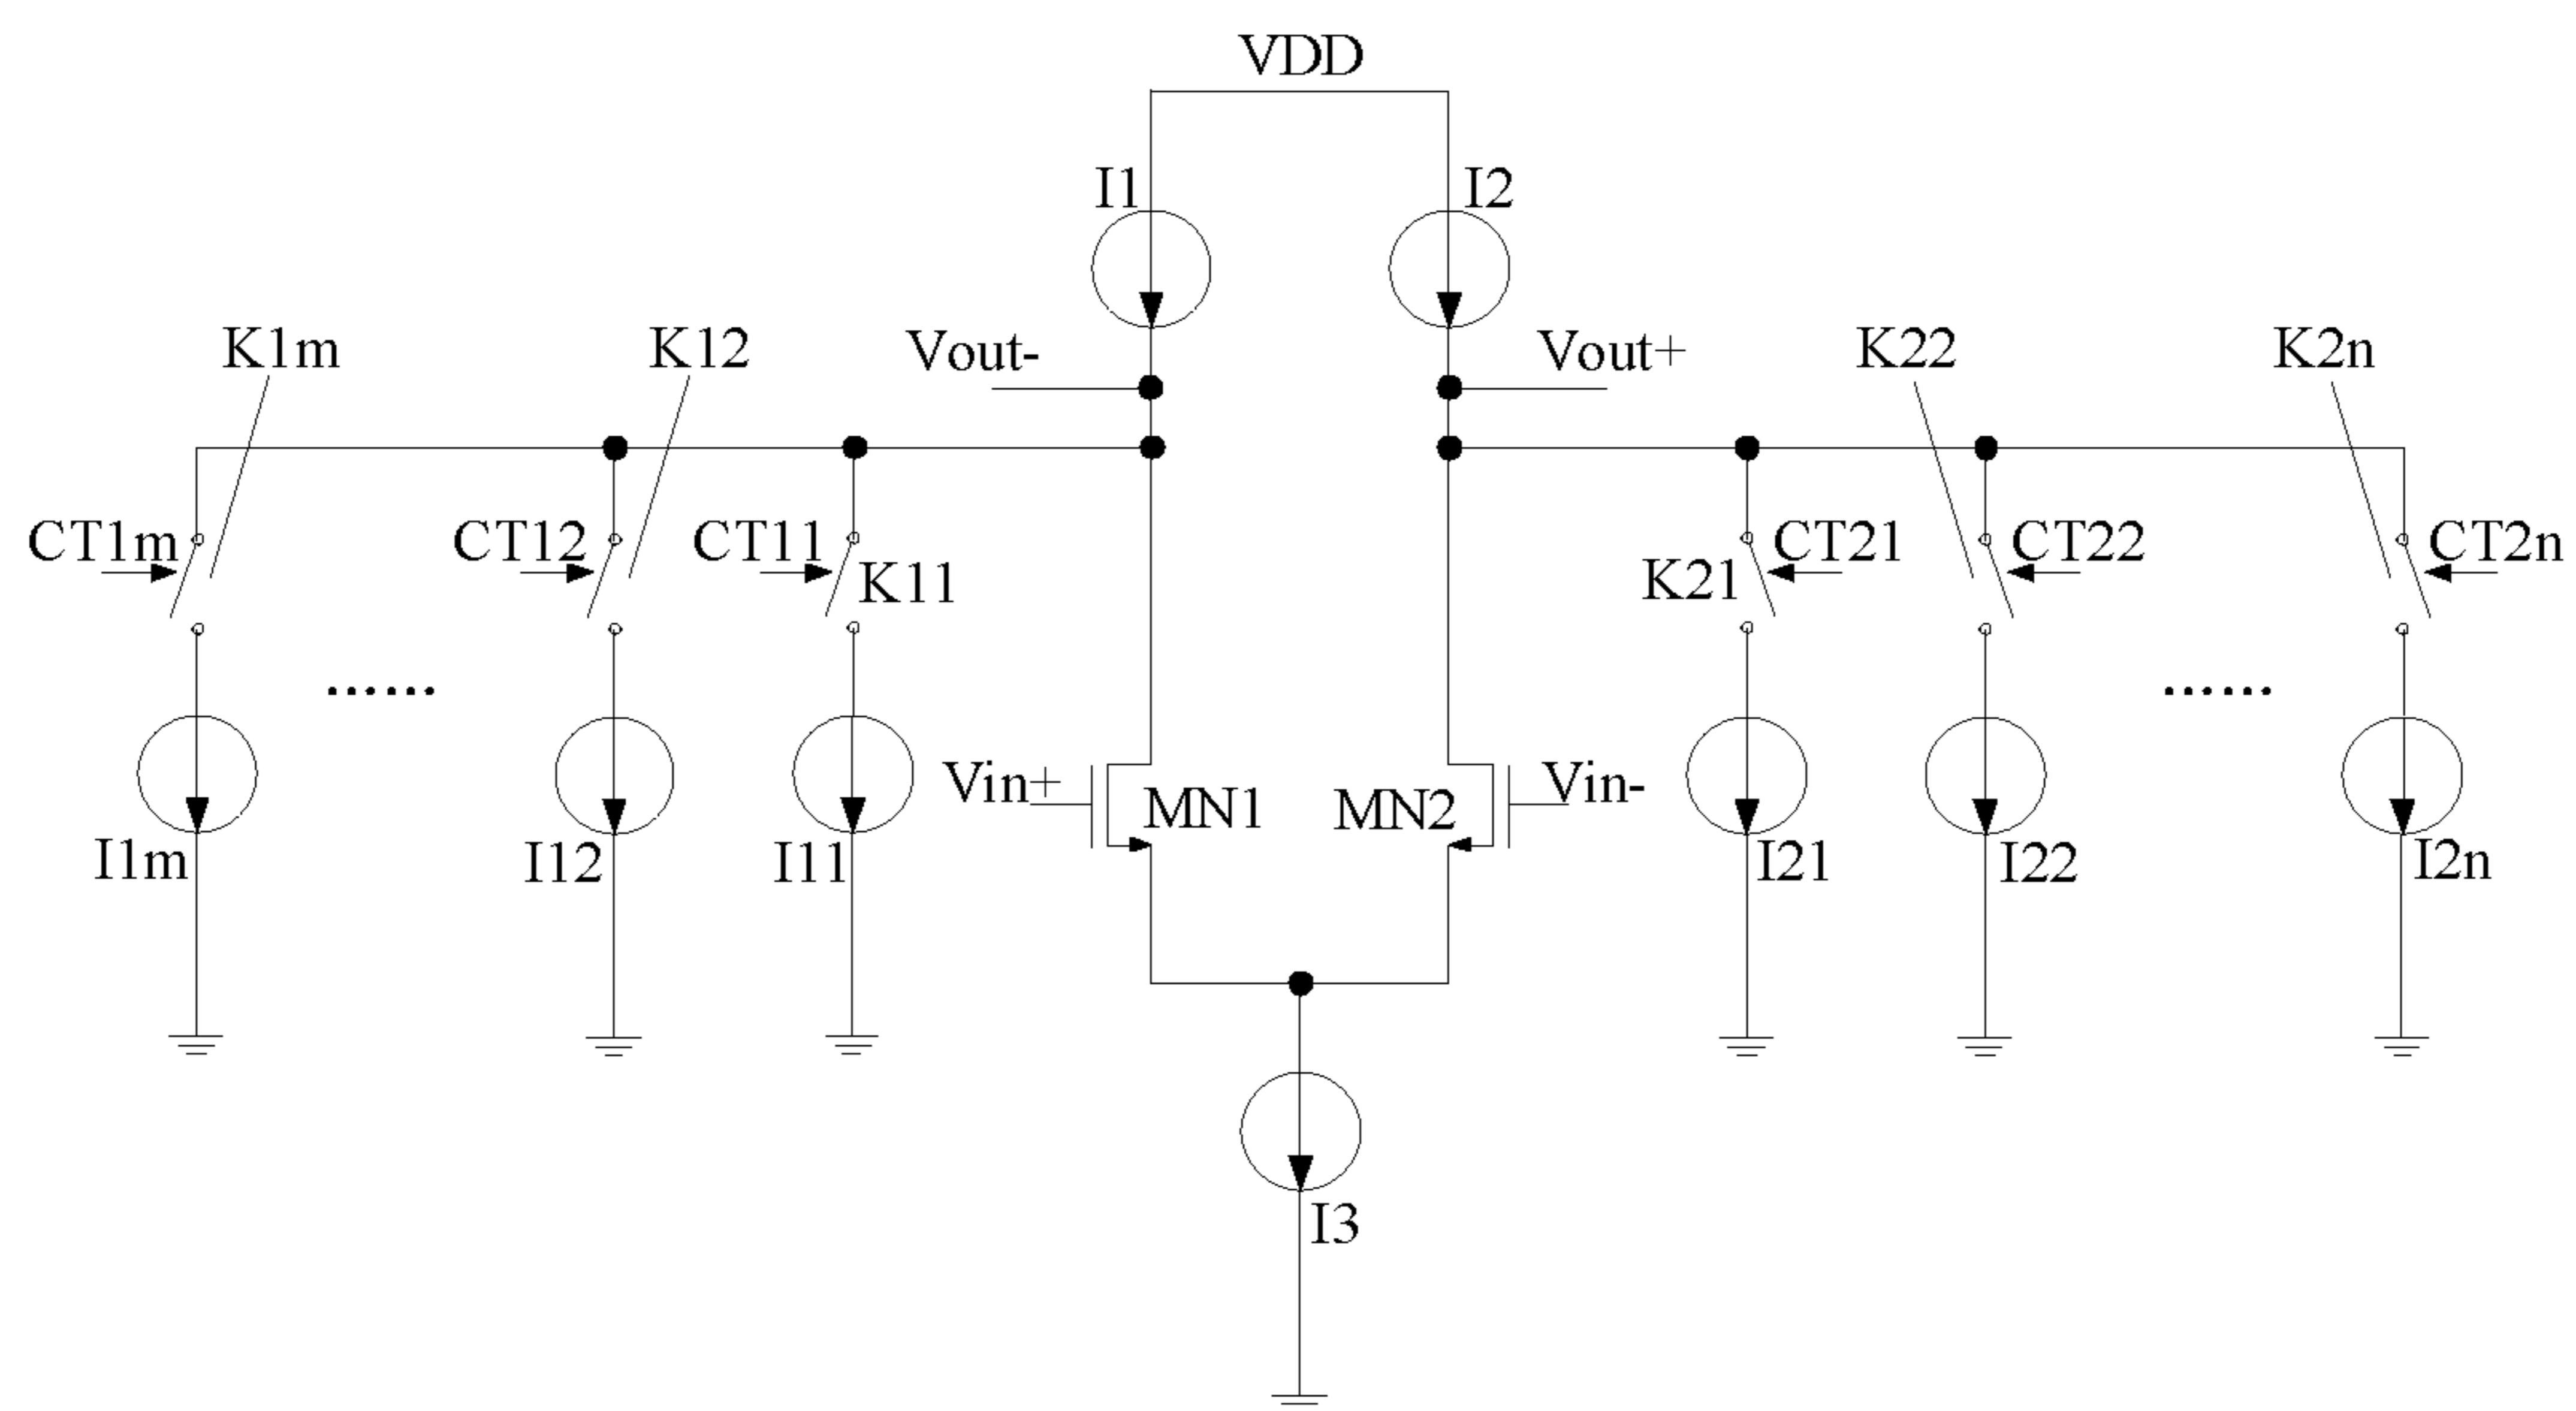 VDD
I1
I2
K1m
K12
Vout-
Vout+
K22
K2n
CT1m
CT12
CT11
K11
K21
CT21
CT22
CT2n
......
......
Vin+
MN1
MN2
Vin-
I1m
I12
I11
I21
I22
I2n
I3